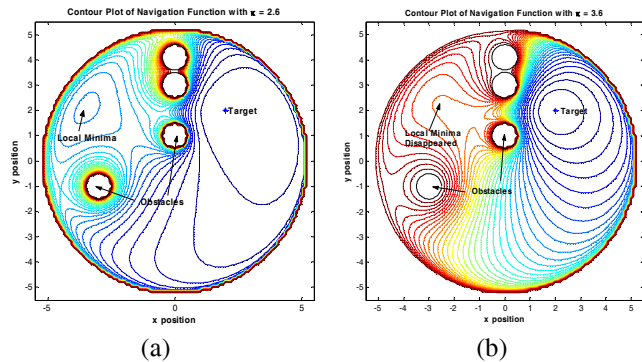 Contour Plot of Navigation Function with κ = 2.6
5
4
3
2
1
0
-1
-2
-3
-4
-5
y position
Target
Local Minima
Obstacles
-5
0
5
x position
(a)
Contour Plot of Navigation Function with κ = 3.6
5
4
3
2
1
0
-1
-2
-3
-4
-5
y position
Target
Local Minima
Disappeared
Obstacles
-5 -4 -3 -2 -1 0 1 2 3 4 5
x position
(b)